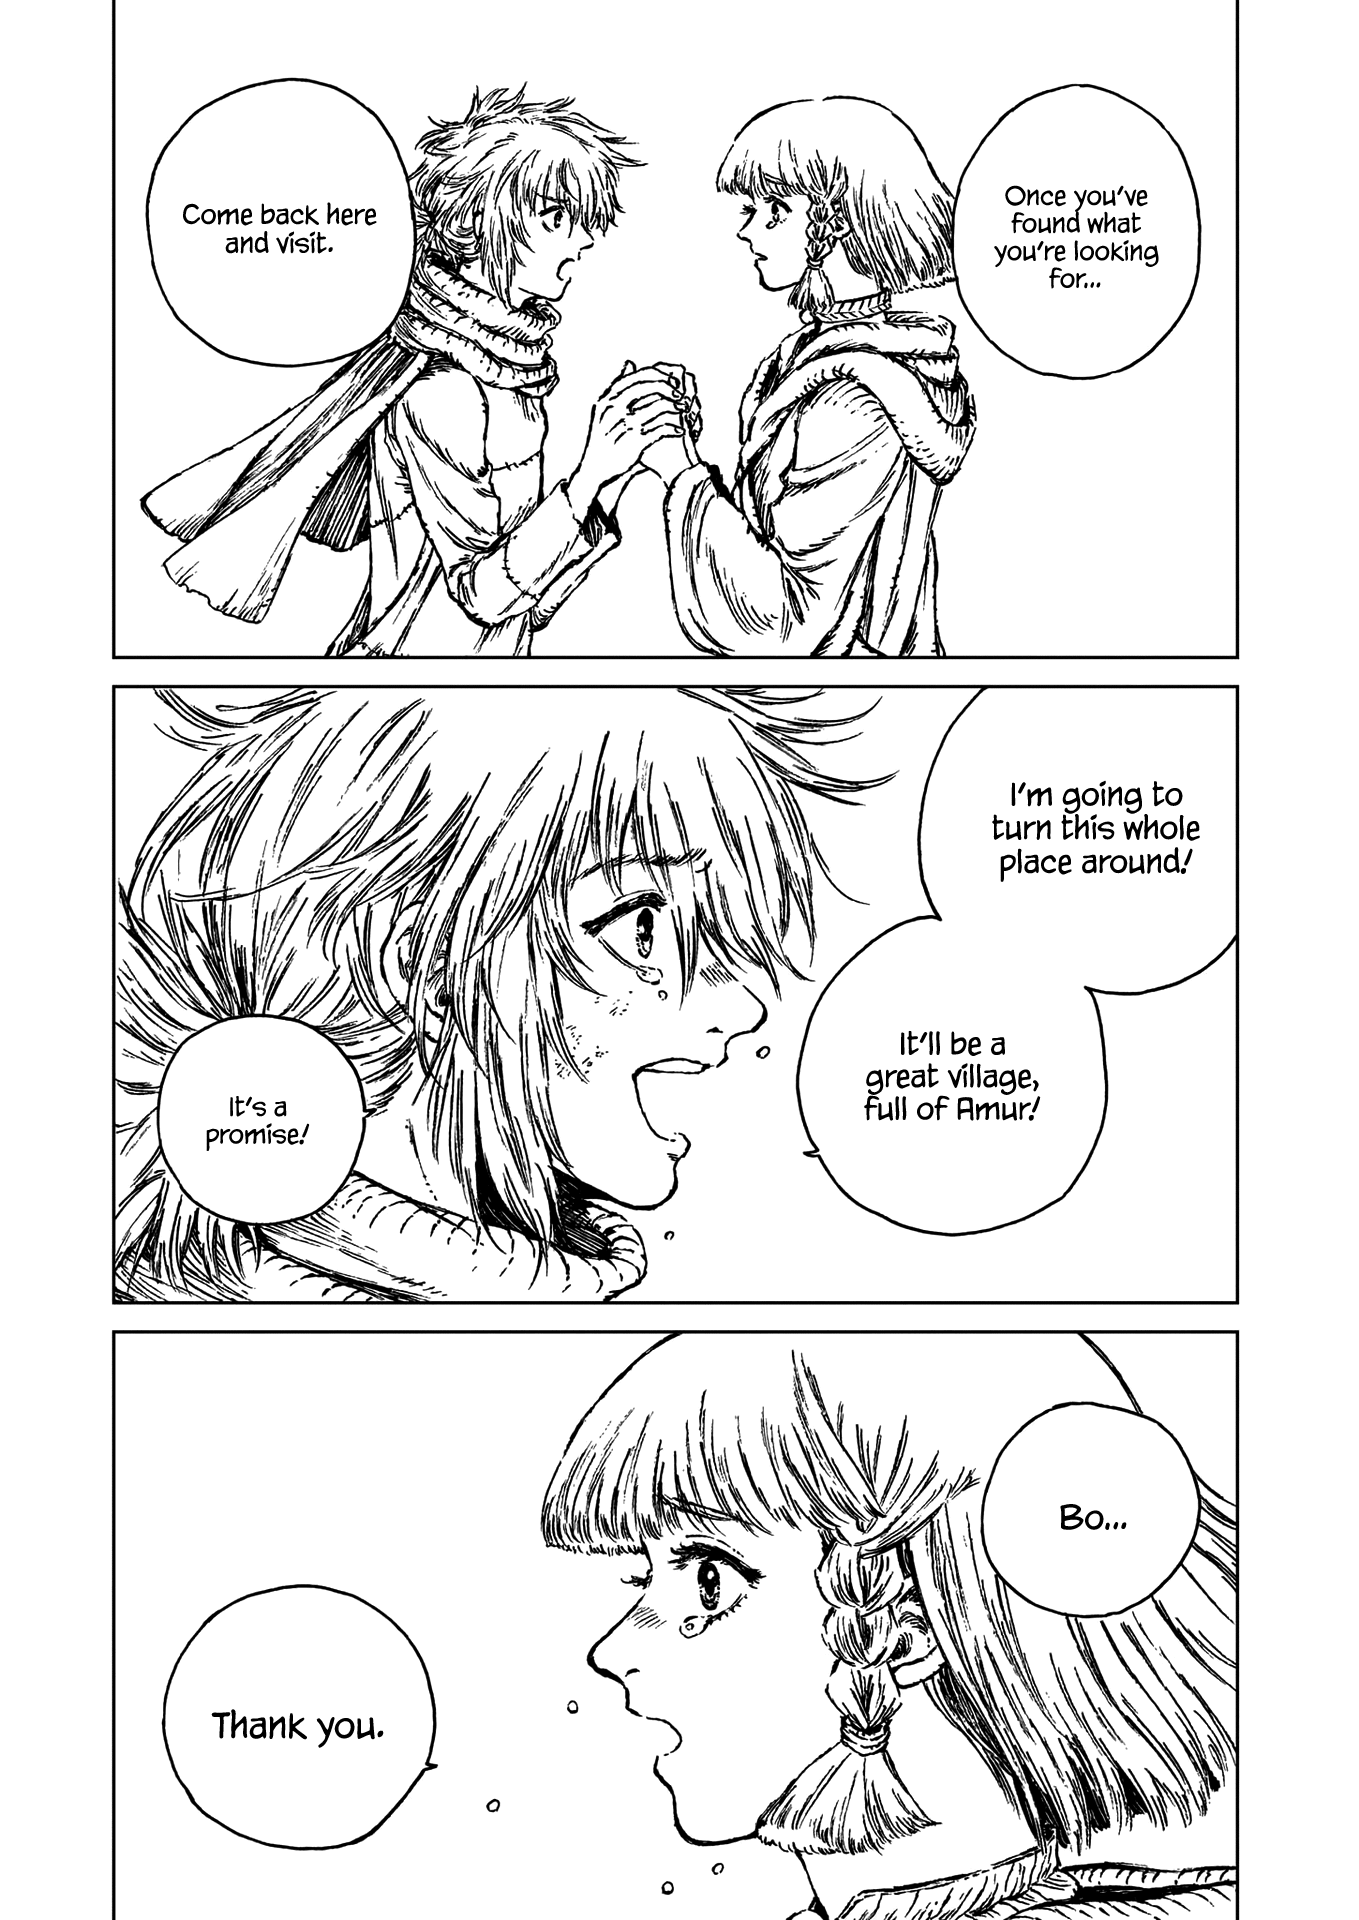 Once you've
found what
you're looking
for...
Come back here
and visit.
I'm going to
turn this whole
place around!
It'll be a
great village,
full of Amur!
It's a
promise!
Bo...
Thank you.